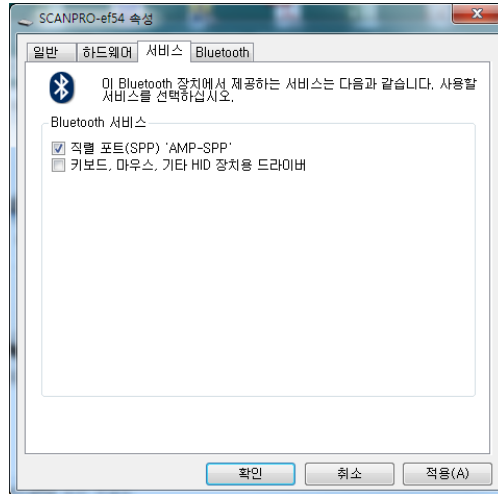 SCANPRO-ef54 속성
일반 하드웨어 서비스 Bluetooth
이 Bluetooth 장치에서 제공하는 서비스는 다음과 같습니다. 사용할
서비스를 선택하십시오.
Bluetooth 서비스
직렬 포트(SPP) 'AMP-SPP'
키보드, 마우스, 기타 HID 장치용 드라이버
확인 취소 적용(A)